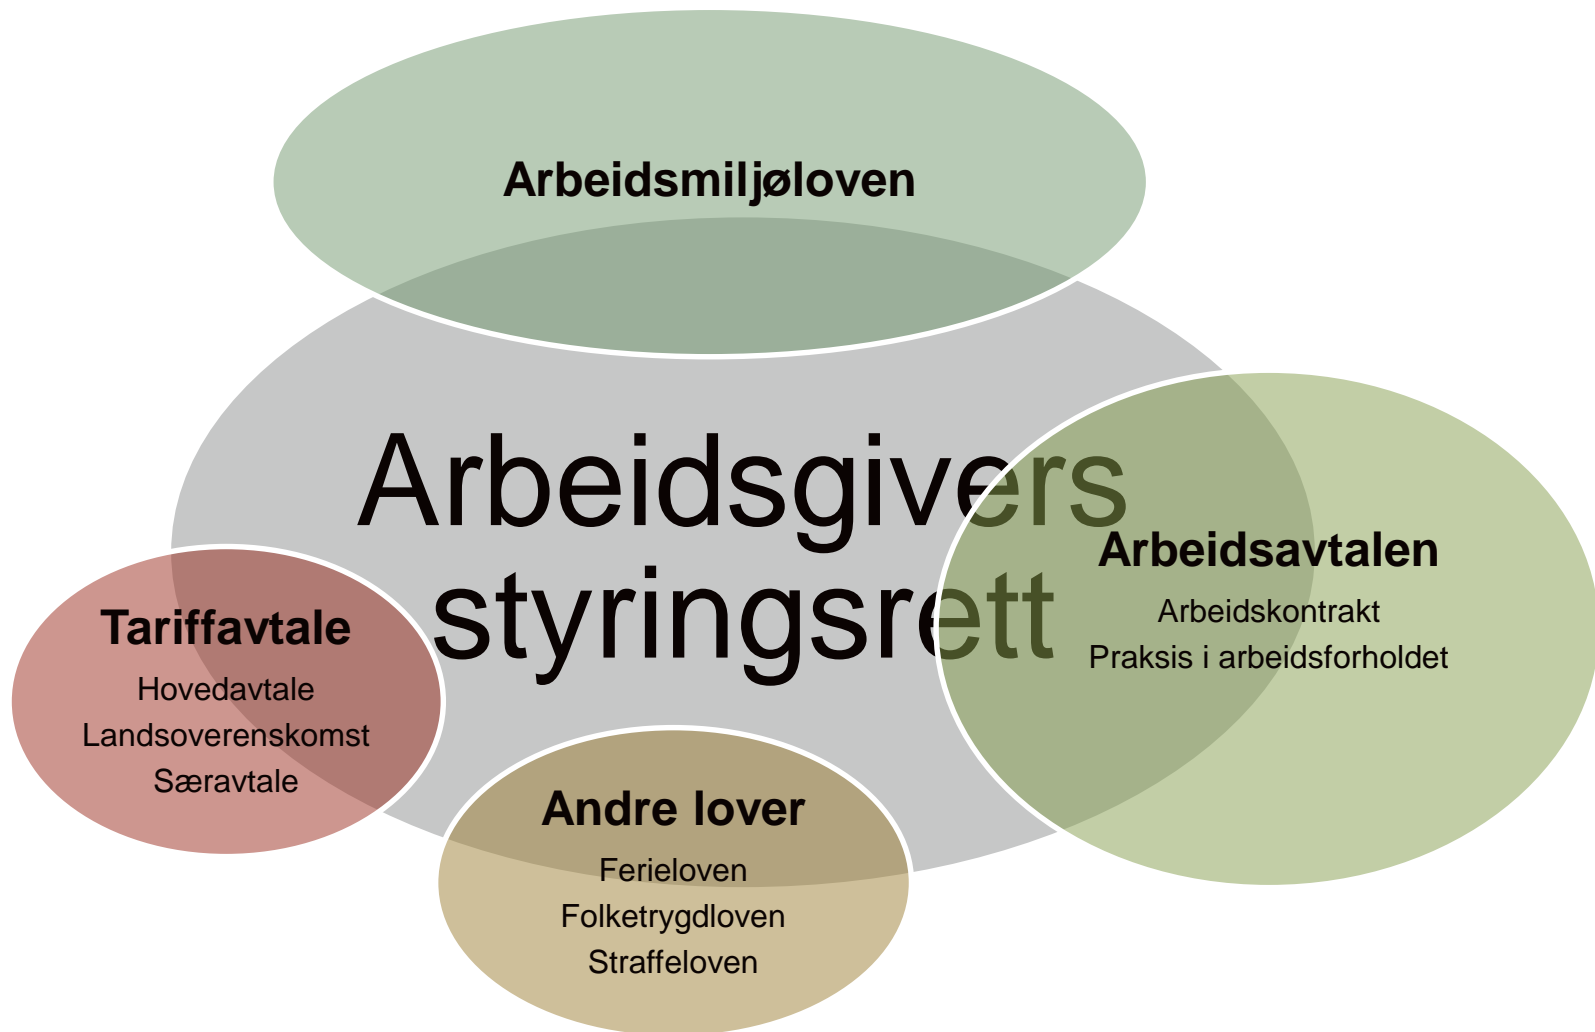 Arbeidsmiljøloven
Arbeidsgivers
styringsrett
Arbeidsavtalen
Arbeidskontrakt
Praksis i arbeidsforholdet
Tariffavtale
Hovedavtale
Landsoverenskomst
Særavtale
Andre lover
Ferieloven
Folketrygdloven
Straffeloven